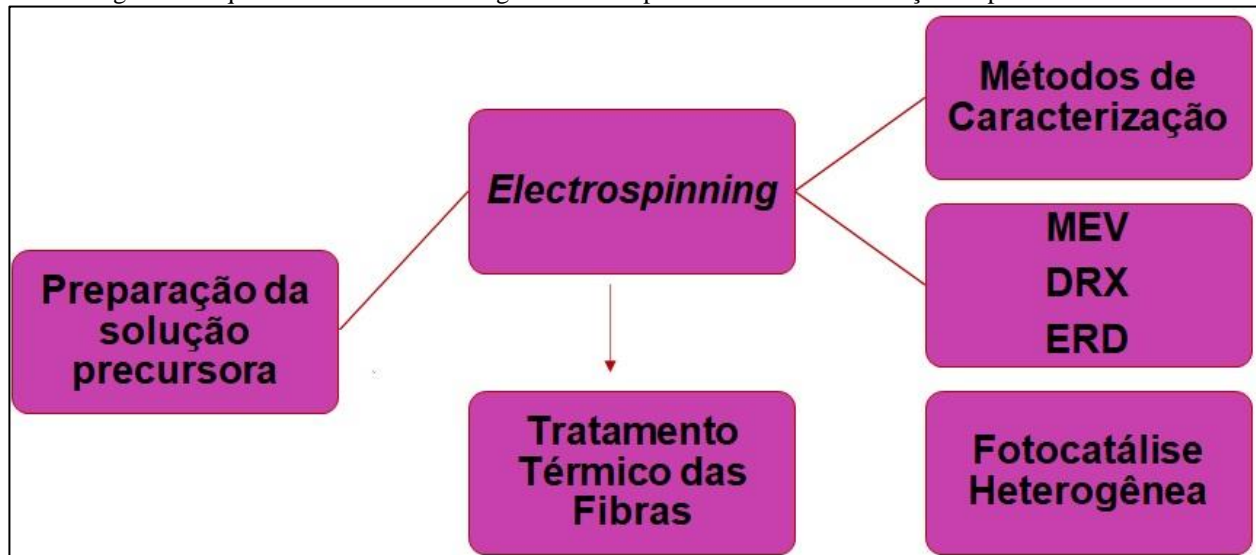 Preparação da
solução
precursora
Electrospinning
Tratamento
Térmico das
Fibras
Métodos de
Caracterização
MEV
DRX
ERD
Fotocatálise
Heterogênea